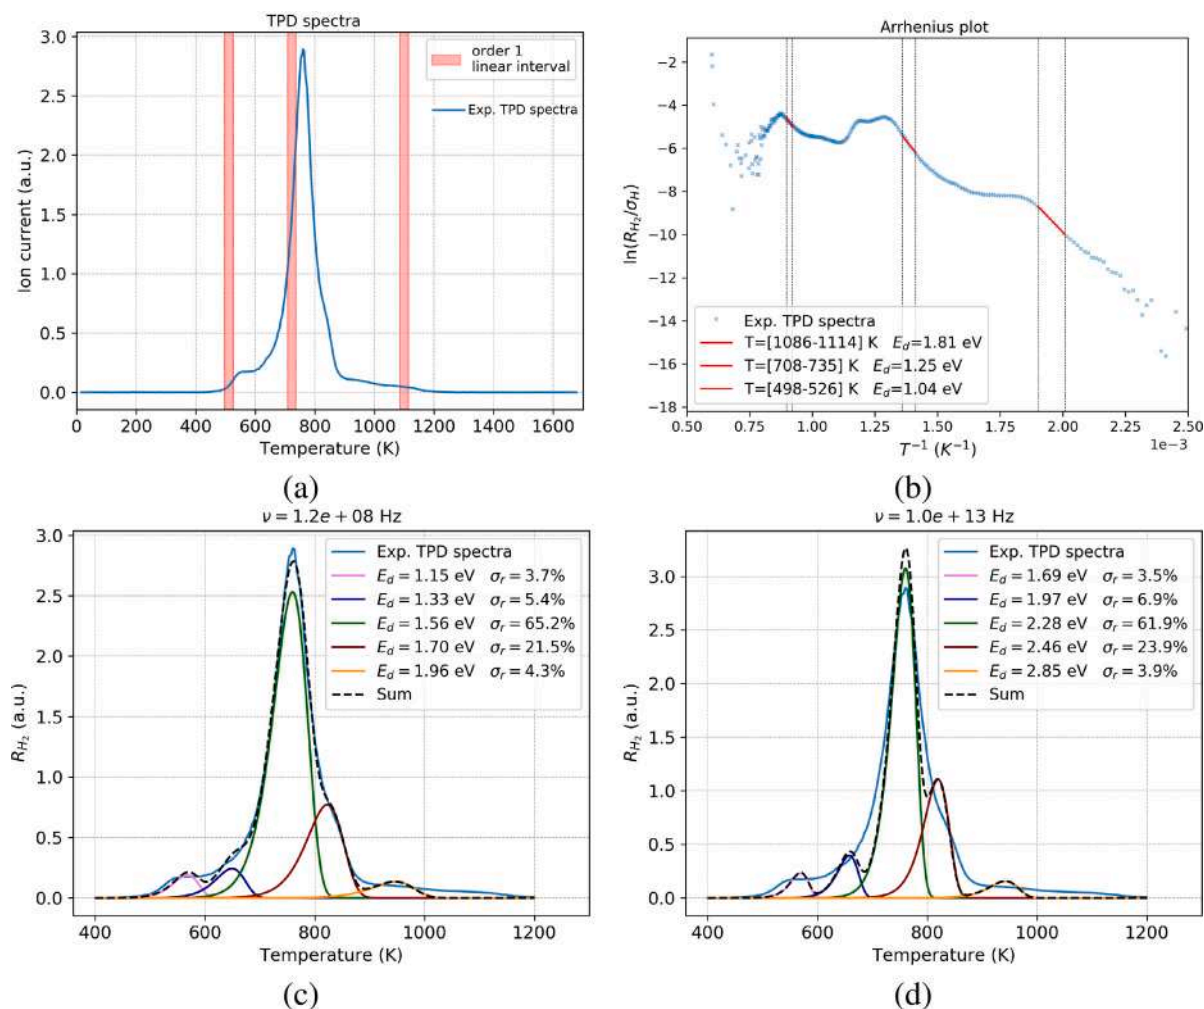 TPD spectra
3.0
2.5
2.0
1.5
1.0
0.5
0.0
Ion current (a.u.)
order 1
linear interval
Exp. TPD spectra
0 200 400 600 800 1000 1200 1400 1600
Temperature (K)
(a)
Arrhenius plot
−2
−4
−6
−8
−10
−12
−14
−16
−18
ln(R_{H_2}/σ_H)
Exp. TPD spectra
T=[1086-1114] K E_d=1.81 eV
T=[708-735] K E_d=1.25 eV
T=[498-526] K E_d=1.04 eV
0.50 0.75 1.00 1.25 1.50 1.75 2.00 2.25 2.50
1e−3
T^{−1} (K^{−1})
(b)
ν = 1.2e + 08 Hz
3.0
2.5
2.0
1.5
1.0
0.5
0.0
R_{H_2} (a.u.)
Exp. TPD spectra
E_d = 1.15 eV σ_r = 3.7%
E_d = 1.33 eV σ_r = 5.4%
E_d = 1.56 eV σ_r = 65.2%
E_d = 1.70 eV σ_r = 21.5%
E_d = 1.96 eV σ_r = 4.3%
Sum
400 600 800 1000 1200
Temperature (K)
(c)
ν = 1.0e + 13 Hz
3.0
2.5
2.0
1.5
1.0
0.5
0.0
R_{H_2} (a.u.)
Exp. TPD spectra
E_d = 1.69 eV σ_r = 3.5%
E_d = 1.97 eV σ_r = 6.9%
E_d = 2.28 eV σ_r = 61.9%
E_d = 2.46 eV σ_r = 23.9%
E_d = 2.85 eV σ_r = 3.9%
Sum
400 600 800 1000 1200
Temperature (K)
(d)